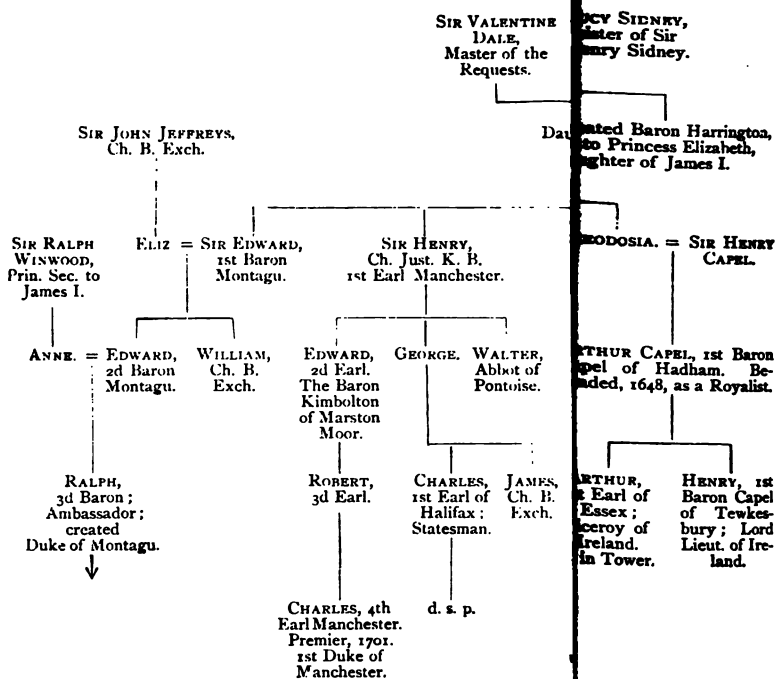 SIR VALENTINE
DALE,
Master of the
Requests.
SIDNEY,
of Sir
Sidney.
SIR JOHN JEFFREYS,
Ch. B. Exch.
Baron Harrington,
to Princess Elizabeth,
of James I.
SIR RALPH
WINWOOD,
Prin. Sec. to
James I.
ELIZ = SIR EDWARD,
1st Baron
Montagu.
SIR HENRY,
Ch. Just. K. B.
1st Earl Manchester.
= SIR HENRY
CAPEL.
ANNE. = EDWARD,
2d Baron
Montagu.
WILLIAM,
Ch. B.
Exch.
EDWARD,
2d Earl.
The Baron
Kimbolton
of Marston
Moor.
GEORGE.
WALTER,
Abbot of
Pontoise.
CAPEL, 1st Baron
of Hadham. Be-
1648, as a Royalist.
RALPH,
3d Baron;
Ambassador;
created
Duke of Montagu.
ROBERT,
3d Earl.
CHARLES,
1st Earl of
Halifax;
Statesman.
JAMES,
Ch. B.
Exch.
Earl of
Essex;
of
Ireland.
in Tower.
HENRY, 1st
Baron Capel
of Tewkes-
bury; Lord
Lieut. of Ire-
land.
CHARLES, 4th
Earl Manchester.
Premier, 1701.
1st Duke of
Manchester.
d. s. p.